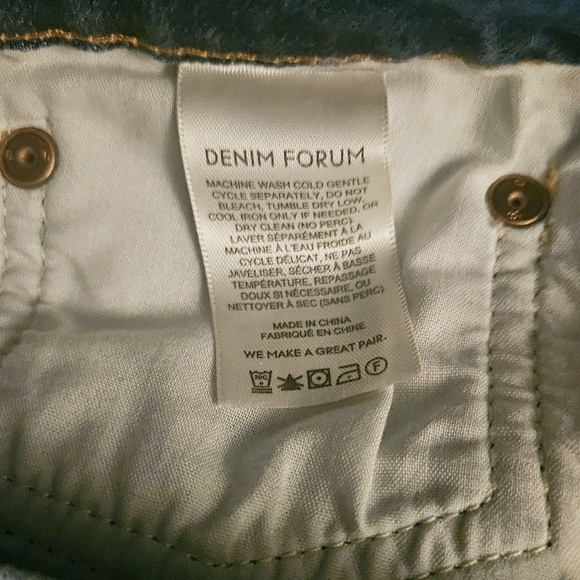 DENIM FORUM
MACHINE WASH COLD GENTLE
CYCLE SEPARATELY, DO NOT
BLEACH, TUMBLE DRY LOW,
COOL IRON ONLY IF NEEDED, OR
DRY CLEAN (NO PERC).
LAVER SÉPARÉMENT À LA
MACHINE À L'EAU FROIDE AU
CYCLE DÉLICAT, NE PAS
JAVELISER, SÉCHER À BASSE
TEMPÉRATURE, REPASSAGE
DOUX SI NÉCESSAIRE, OU
NETTOYER À SEC (SANS PERC)
MADE IN CHINA
FABRIQUÉ EN CHINE
WE MAKE A GREAT PAIR.
30C F